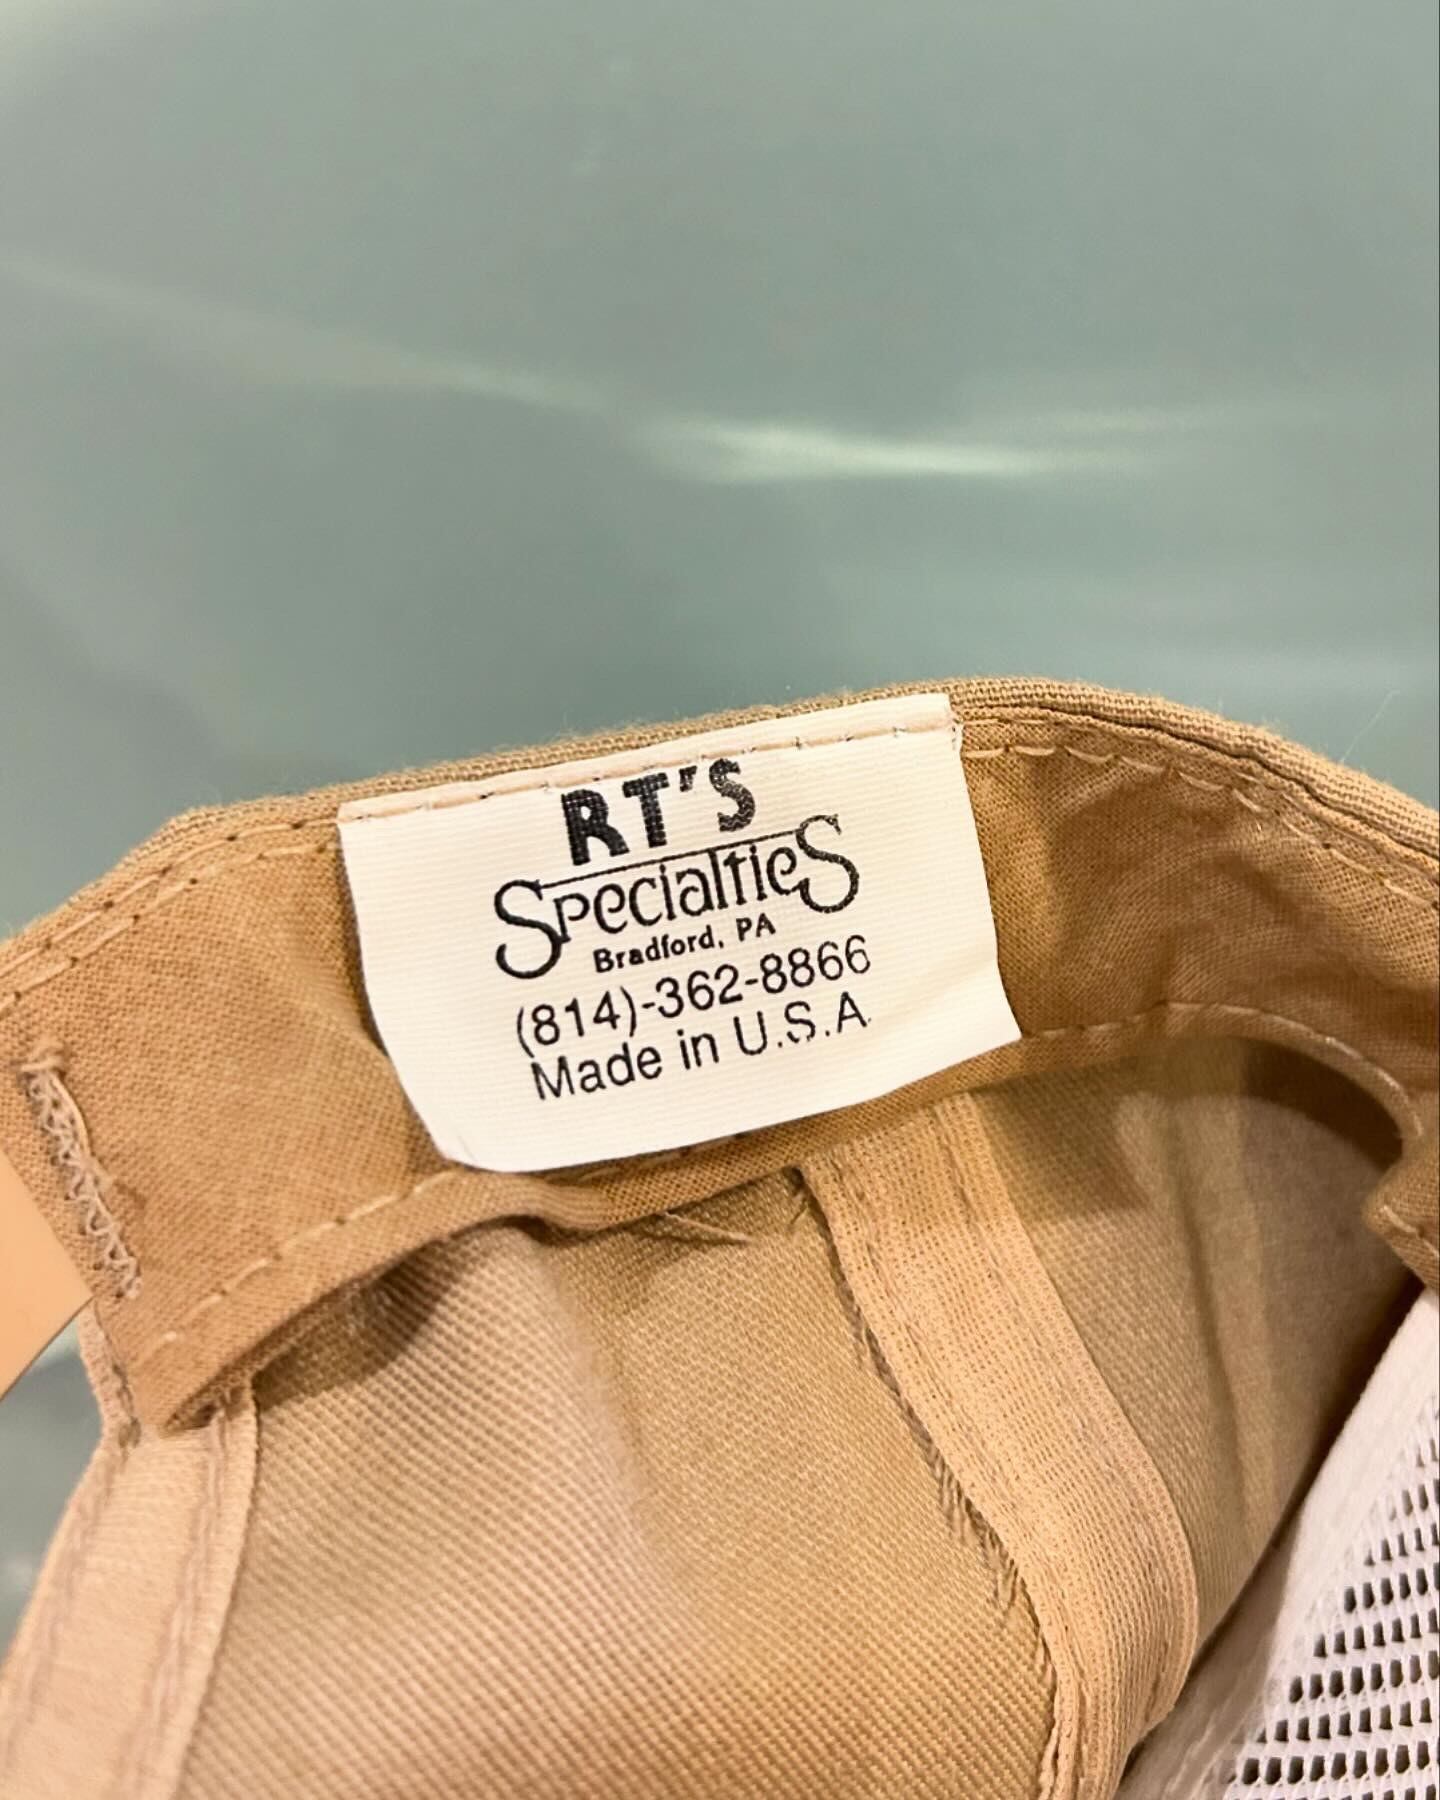 RT'S
SpecialtieS
Bradford, PA
(814)-362-8866
Made in U.S.A.